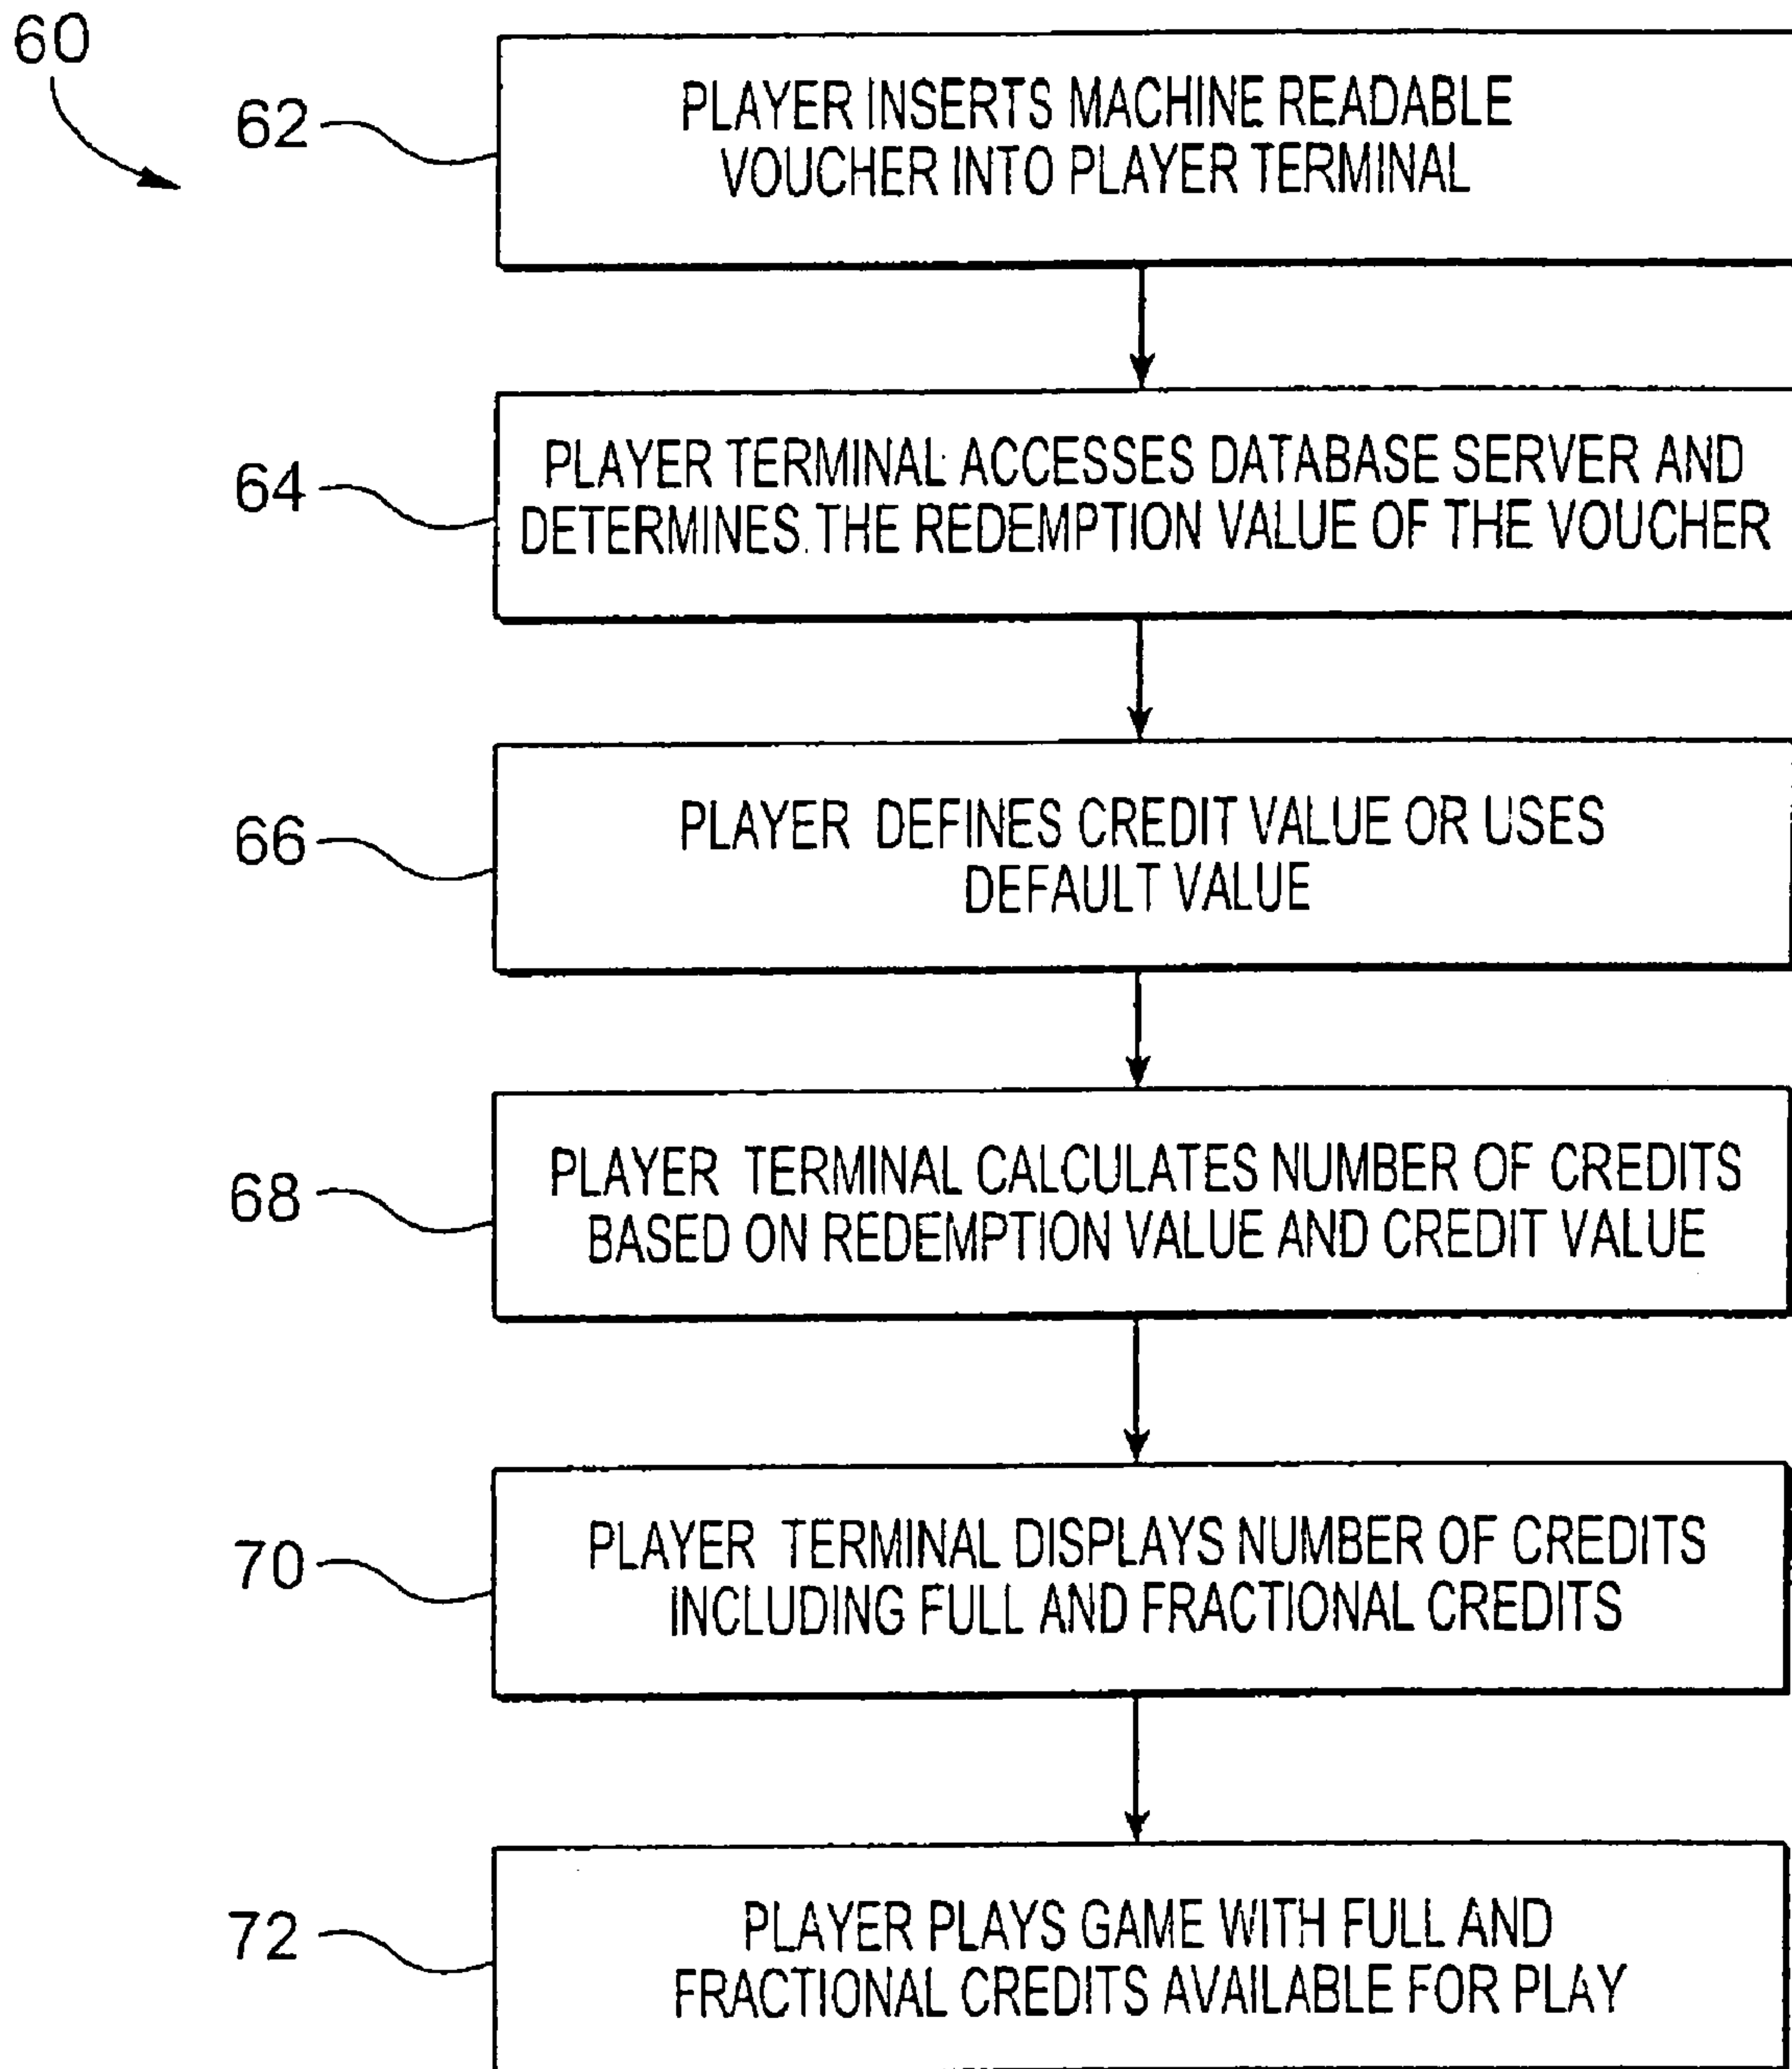 60
62
PLAYER INSERTS MACHINE READABLE
VOUCHER INTO PLAYER TERMINAL
64
PLAYER TERMINAL ACCESSES DATABASE SERVER AND
DETERMINES THE REDEMPTION VALUE OF THE VOUCHER
66
PLAYER DEFINES CREDIT VALUE OR USES
DEFAULT VALUE
68
PLAYER TERMINAL CALCULATES NUMBER OF CREDITS
BASED ON REDEMPTION VALUE AND CREDIT VALUE
70
PLAYER TERMINAL DISPLAYS NUMBER OF CREDITS
INCLUDING FULL AND FRACTIONAL CREDITS
72
PLAYER PLAYS GAME WITH FULL AND
FRACTIONAL CREDITS AVAILABLE FOR PLAY